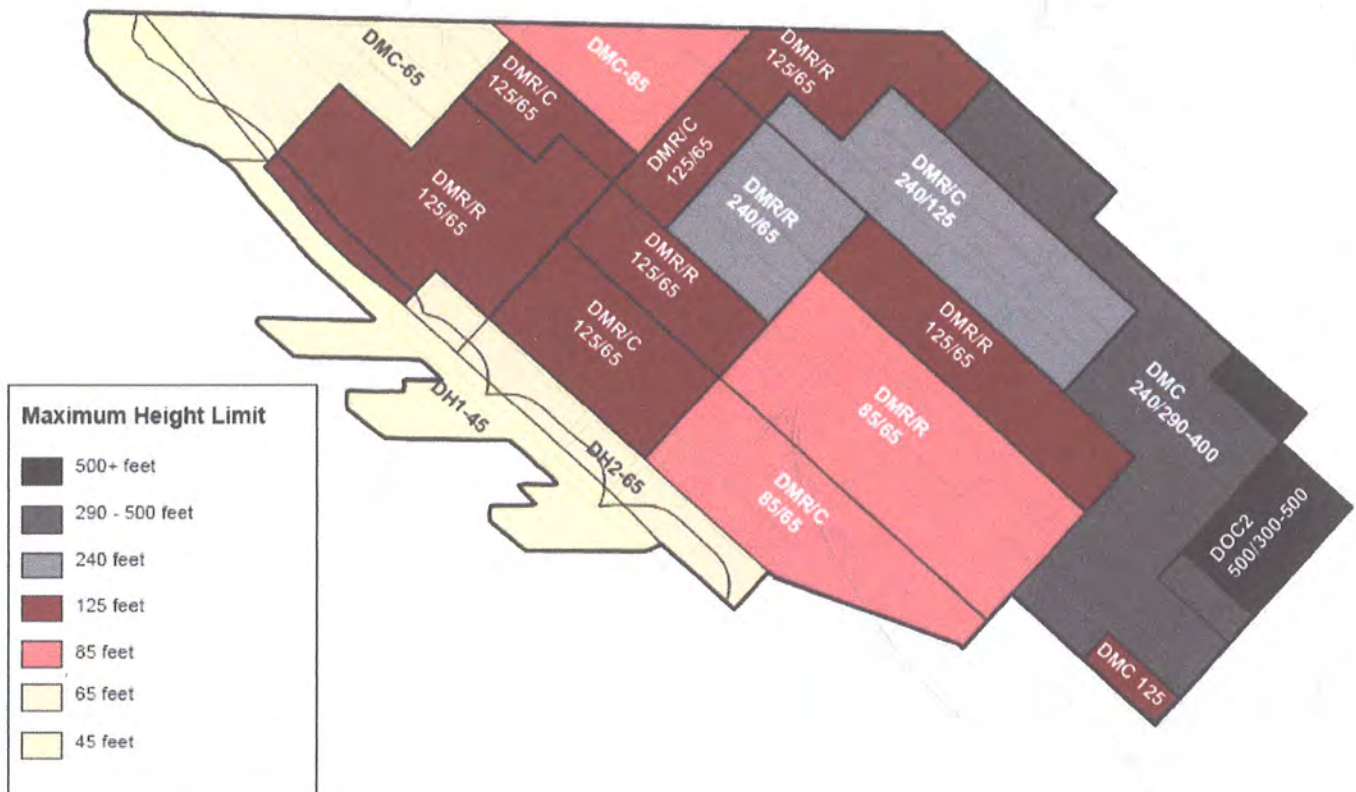 DMC-65
DMR/C
125/65
DMC-85
DMR/R
125/65
DMR/C
125/65
DMR/R
125/65
DMR/R
240/65
DMR/C
240/125
DMR/R
125/65
DMR/C
125/65
DMR/R
125/65
DMC
240/290-400
DMR/R
85/65
DMR/C
85/65
DH1-45
DH2-65
DOC2
500/300-500
DMC 125
Maximum Height Limit
500+ feet
290 - 500 feet
240 feet
125 feet
85 feet
65 feet
45 feet